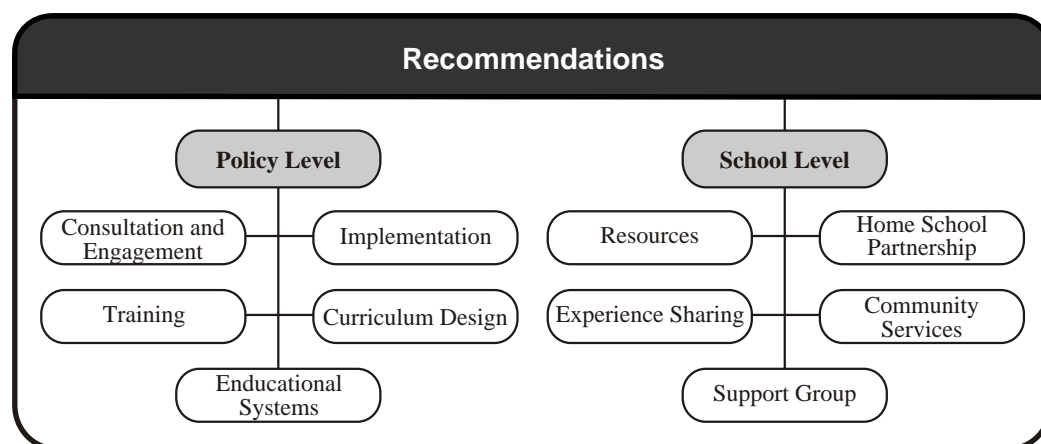 Recommendations
Policy Level
Consultation and
Engagement
Implementation
Training
Curriculum Design
Enducational
Systems
School Level
Resources
Home School
Partnership
Experience Sharing
Community
Services
Support Group